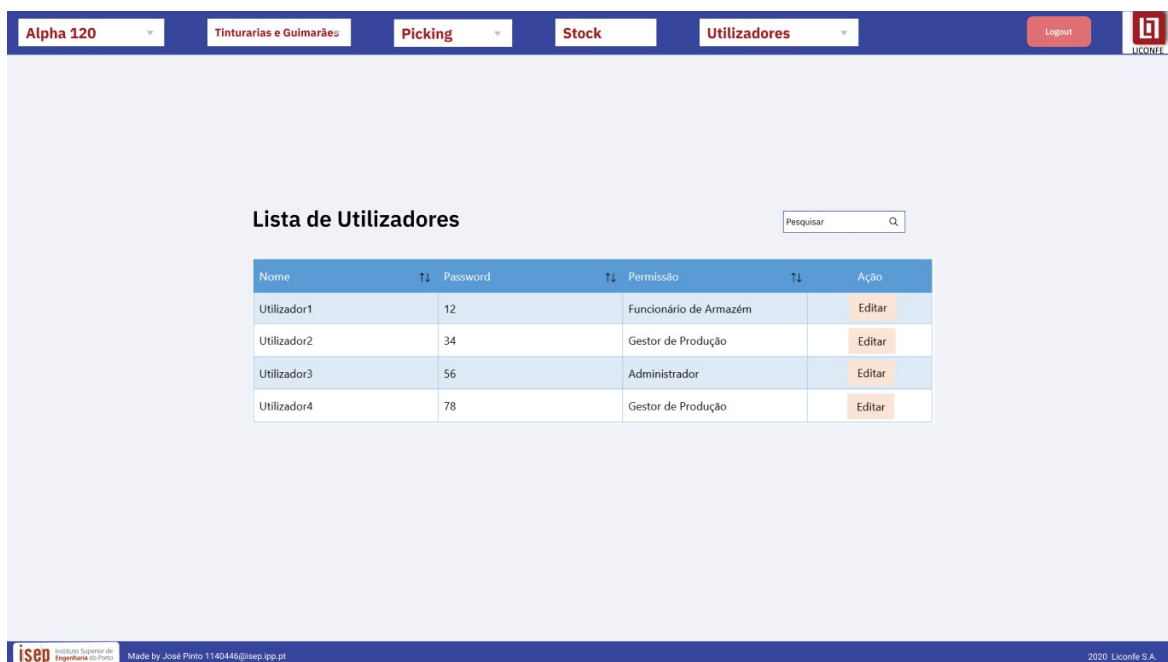 Alpha 120 Tinturarias e Guimarães Picking Stock Utilizadores Logout
LICONFE
Lista de Utilizadores Pesquisar
Nome Password Permissão Ação
Utilizador1 12 Funcionário de Armazém Editar
Utilizador2 34 Gestor de Produção Editar
Utilizador3 56 Administrador Editar
Utilizador4 78 Gestor de Produção Editar
isep Instituto Superior de
Engenharia do Porto
Made by José Pinto 1140446@isep.ipp.pt 2020 Liconfe S.A.